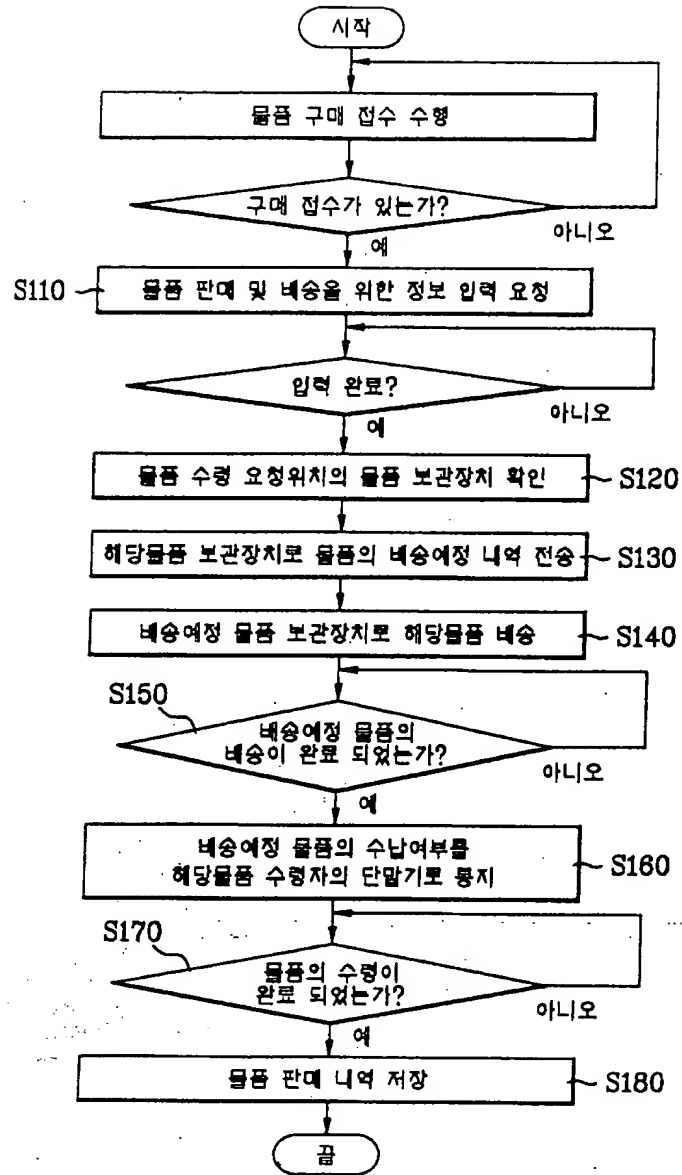 시작
물품 구매 접수 수행
구매 접수가 있는가?
아니오
예
S110
물품 판매 및 배송을 위한 정보 입력 요청
입력 완료?
아니오
예
물품 수령 요청위치의 물품 보관장치 확인
S120
해당물품 보관장치로 물품의 배송예정 내역 전송
S130
배송예정 물품 보관장치로 해당물품 배송
S140
S150
배송예정 물품의
배송이 완료 되었는가?
아니오
예
배송예정 물품의 수납여부를
해당물품 수령자의 단말기로 통지
S160
S170
물품의 수령이
완료 되었는가?
아니오
예
물품 판매 내역 저장
S180
끝